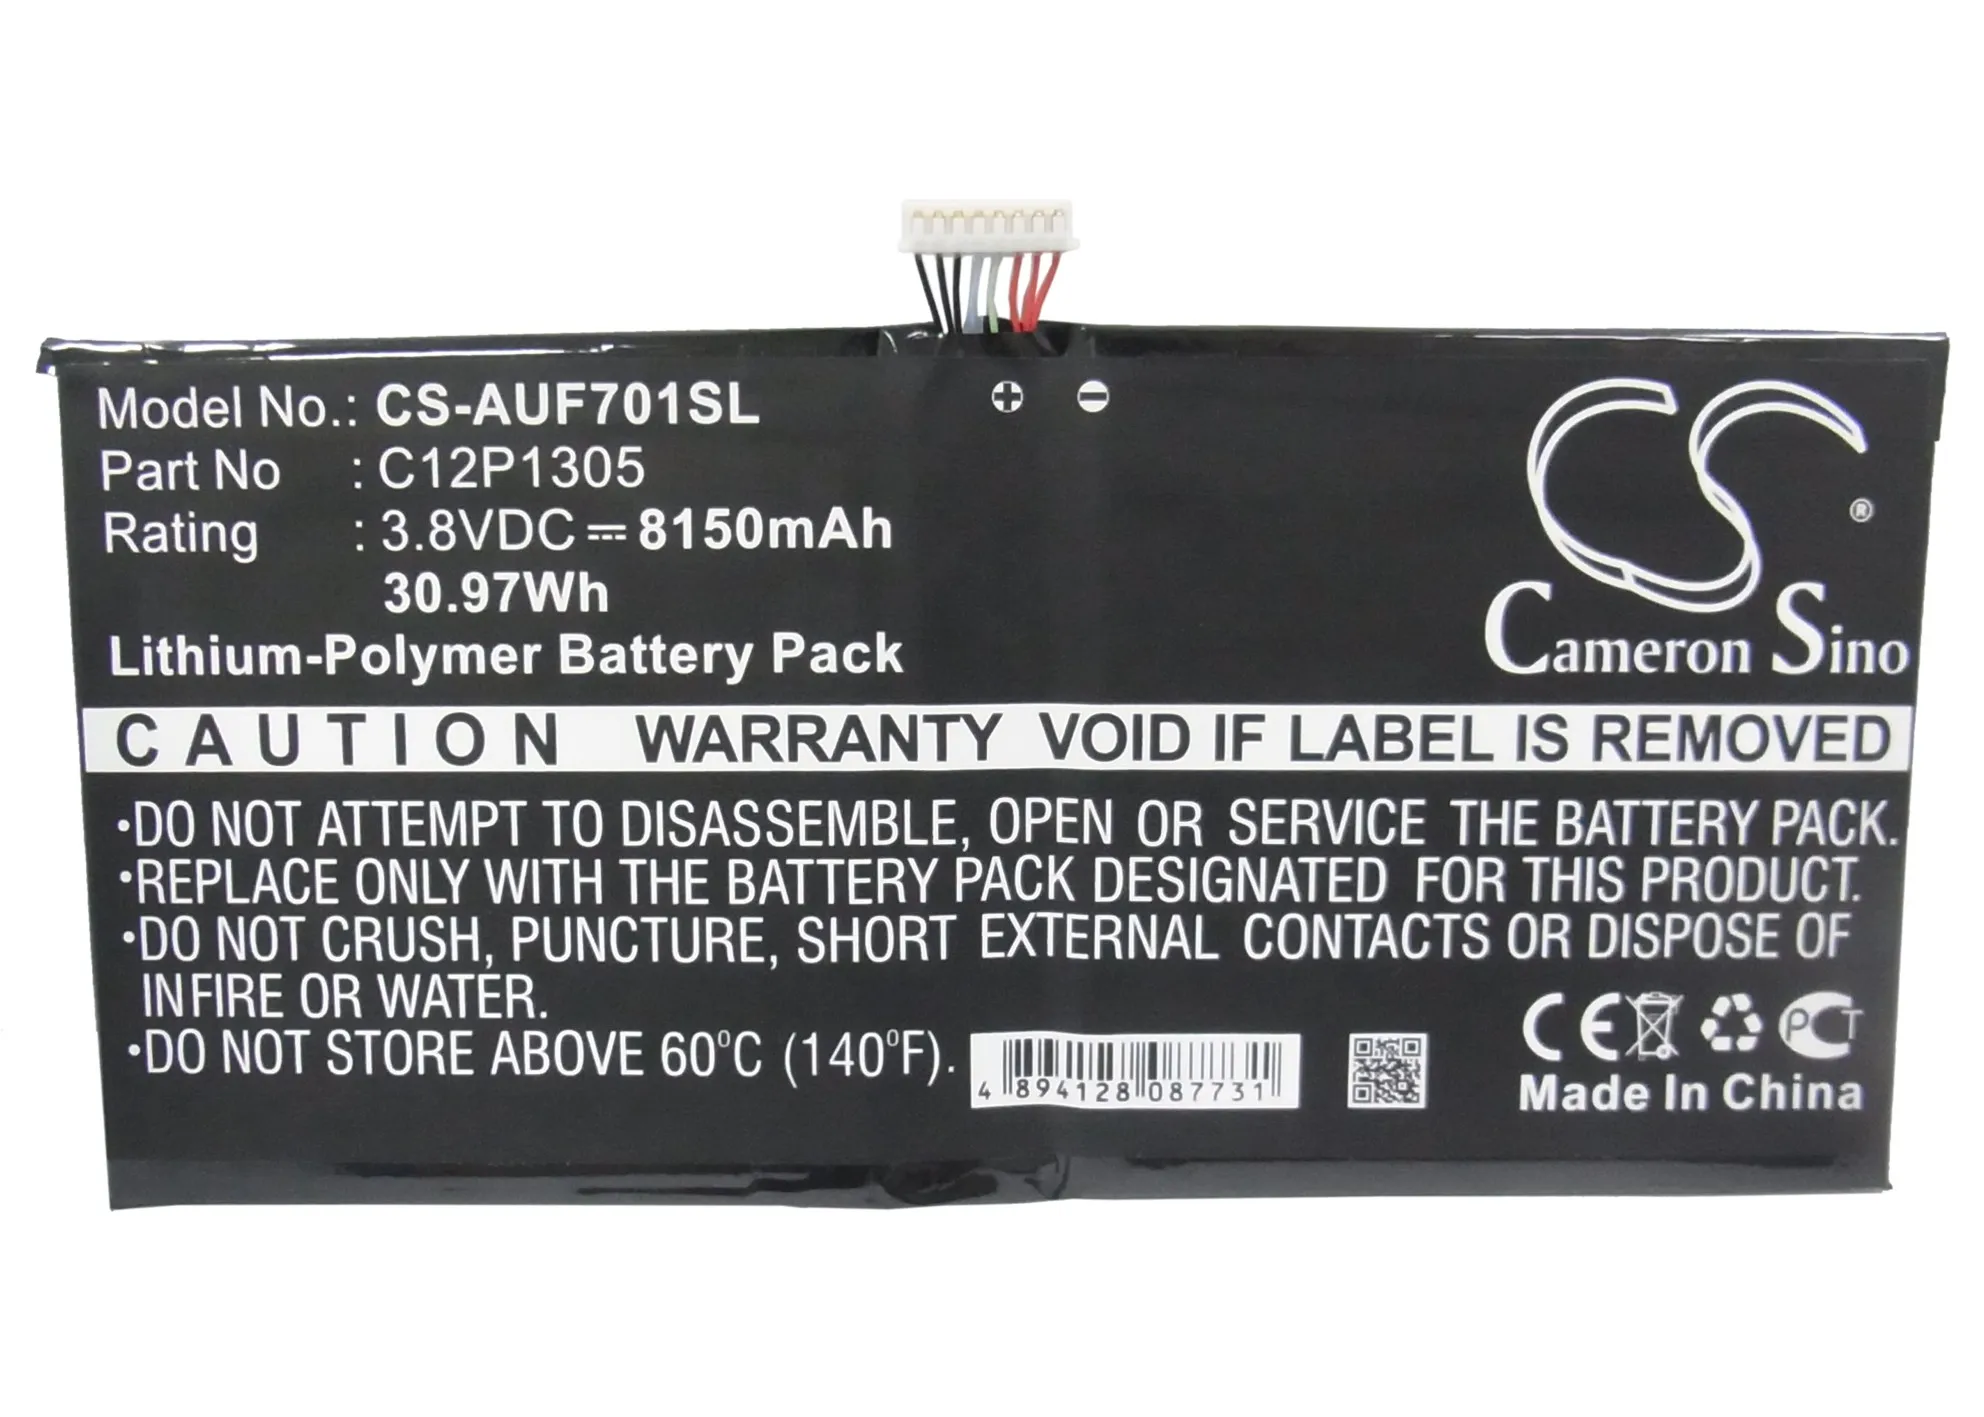 Model No.: CS-AUF701SL
Part No : C12P1305
Rating : 3.8VDC⎓8150mAh
30.97Wh
Lithium-Polymer Battery Pack
CS®
Cameron Sino
CAUTION WARRANTY VOID IF LABEL IS REMOVED
•DO NOT ATTEMPT TO DISASSEMBLE, OPEN OR SERVICE THE BATTERY PACK.
•REPLACE ONLY WITH THE BATTERY PACK DESIGNATED FOR THIS PRODUCT.
•DO NOT CRUSH, PUNCTURE, SHORT EXTERNAL CONTACTS OR DISPOSE OF
INFIRE OR WATER.
•DO NOT STORE ABOVE 60°C (140°F).
4 894128 087731
CE PCT
Made In China